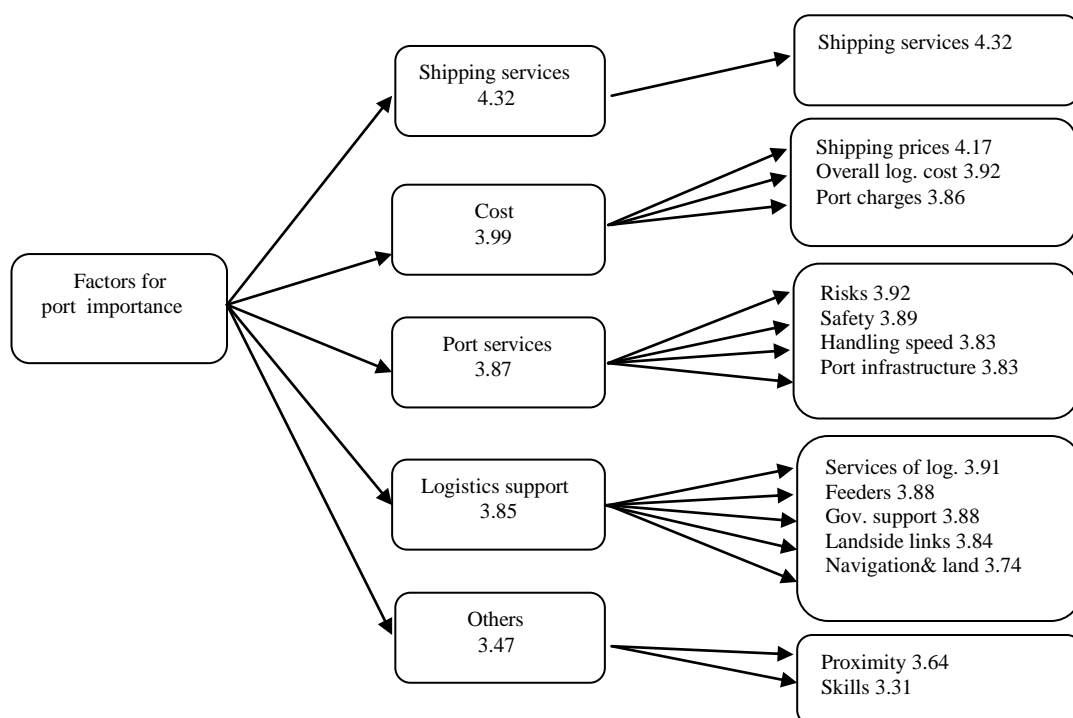 Factors for
port importance
Shipping services
4.32
Cost
3.99
Port services
3.87
Logistics support
3.85
Others
3.47
Shipping services 4.32
Shipping prices 4.17
Overall log. cost 3.92
Port charges 3.86
Risks 3.92
Safety 3.89
Handling speed 3.83
Port infrastructure 3.83
Services of log. 3.91
Feeders 3.88
Gov. support 3.88
Landside links 3.84
Navigation& land 3.74
Proximity 3.64
Skills 3.31